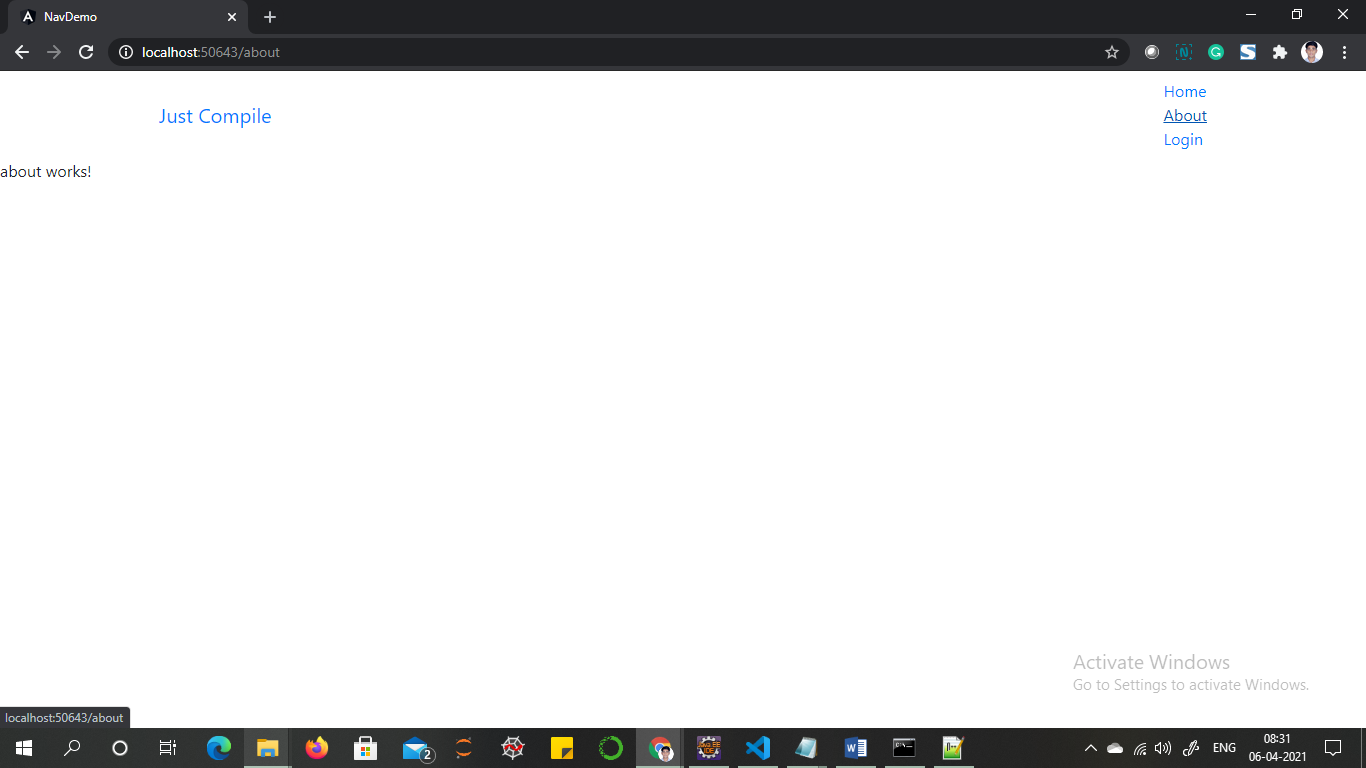 NavDemo
localhost:50643/about
Home
Just Compile
About
Login
about works!
Activate Windows
Go to Settings to activate Windows.
localhost:50643/about
2
ENG
08:31
06-04-2021